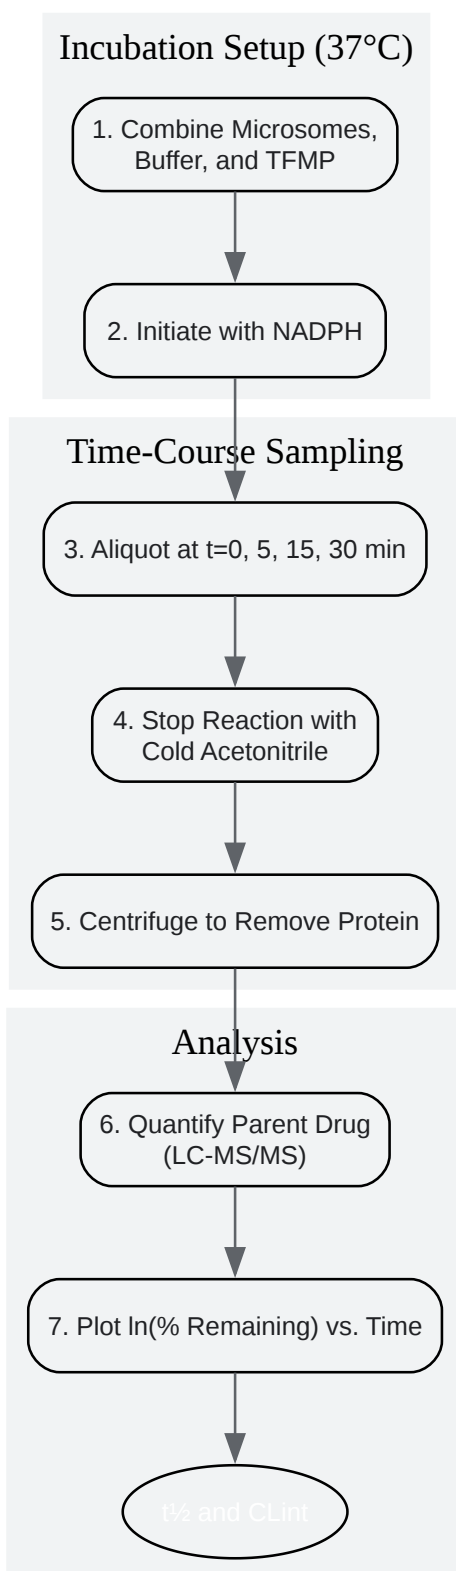 Incubation Setup (37°C)
1. Combine Microsomes,
Buffer, and TFMP
2. Initiate with NADPH
Time-Course Sampling
3. Aliquot at t=0, 5, 15, 30 min
4. Stop Reaction with
Cold Acetonitrile
5. Centrifuge to Remove Protein
Analysis
6. Quantify Parent Drug
(LC-MS/MS)
7. Plot ln(% Remaining) vs. Time
t½ and CLint